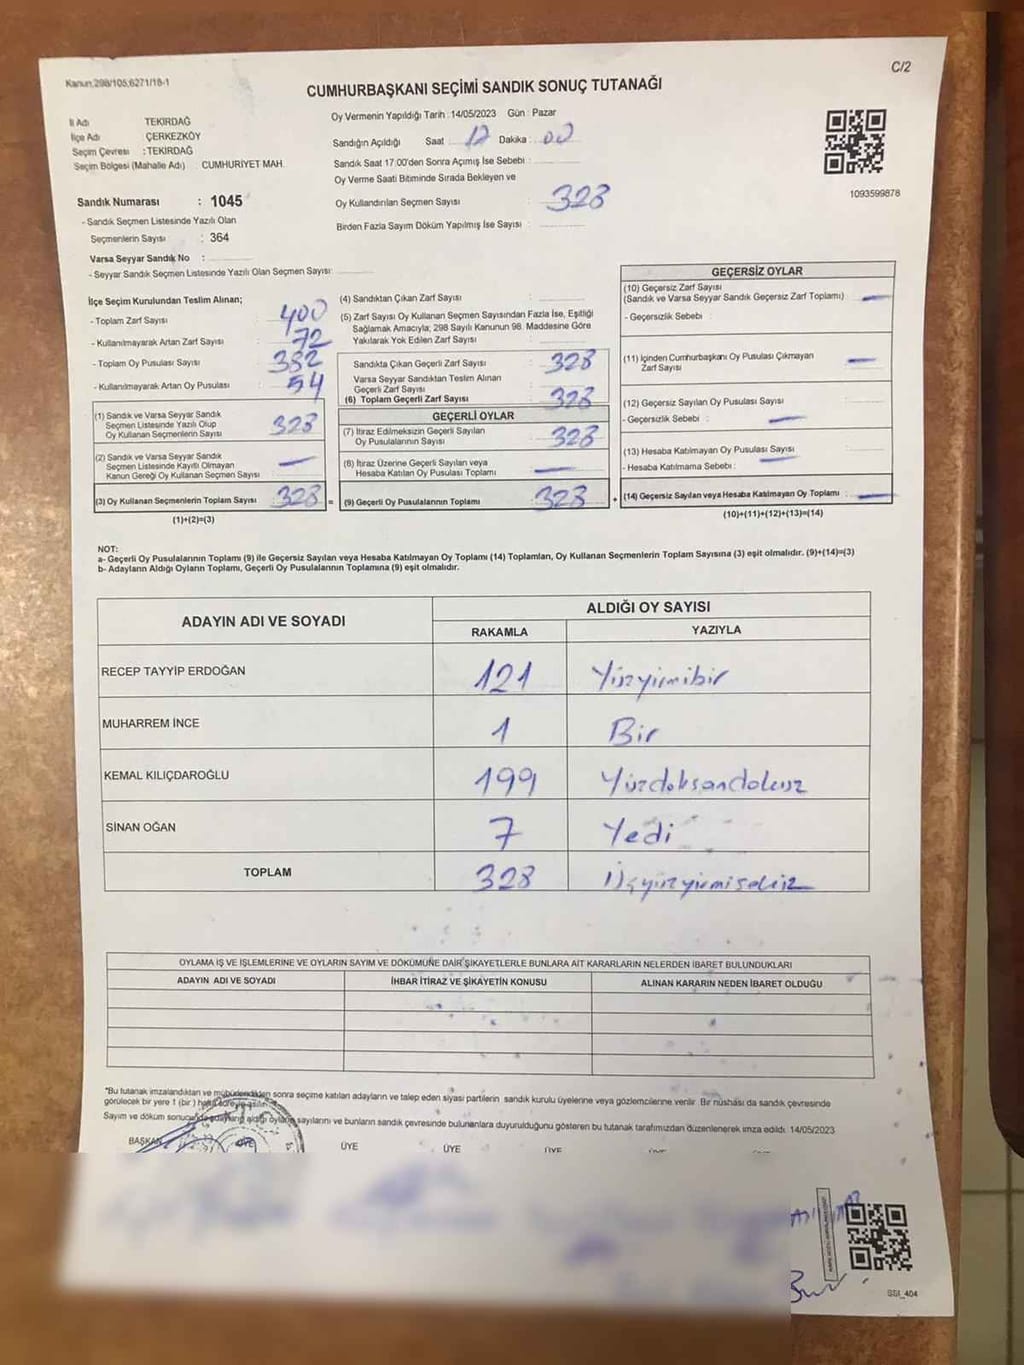 Kanun,298/105,6271/18-1
C/2
CUMHURBAŞKANI SEÇİMİ SANDIK SONUÇ TUTANAĞI
İl Adı TEKİRDAĞ
İlçe Adı ÇERKEZKÖY
Seçim Çevresi :TEKİRDAĞ
Seçim Bölgesi (Mahalle Adı) : CUMHURİYET MAH.
Sandık Numarası : 1045
- Sandık Seçmen Listesinde Yazılı Olan
Seçmenlerin Sayısı : 364
Varsa Seyyar Sandık No :
- Seyyar Sandık Seçmen Listesinde Yazılı Olan Seçmen Sayısı:
Oy Vermenin Yapıldığı Tarih : 14/05/2023 Gün : Pazar
Sandığın Açıldığı Saat : 17 Dakika : 00
Sandık Saat 17:00'den Sonra Açımış İse Sebebi :
Oy Verme Saati Bitiminde Sırada Bekleyen ve
Oy Kullandırılan Seçmen Sayısı : 328
Birden Fazla Sayım Döküm Yapılmış İse Sayısı :
1093599878
İlçe Seçim Kurulundan Teslim Alınan;
- Toplam Zarf Sayısı : 400
- Kullanılmayarak Artan Zarf Sayısı : 72
- Toplam Oy Pusulası Sayısı : 382
- Kullanılmayarak Artan Oy Pusulası : 54
(1) Sandık ve Varsa Seyyar Sandık
Seçmen Listesinde Yazılı Olup
Oy Kullanan Seçmenlerin Sayısı : 328
(2) Sandık ve Varsa Seyyar Sandık
Seçmen Listesinde Kayıtlı Olmayan
Kanun Gereği Oy Kullanan Seçmen Sayısı : —
(3) Oy Kullanan Seçmenlerin Toplam Sayısı : 328 =
(1)+(2)=(3)
(4) Sandıktan Çıkan Zarf Sayısı :
(5) Zarf Sayısı Oy Kullanan Seçmen Sayısından Fazla İse, Eşitliği
Sağlamak Amacıyla; 298 Sayılı Kanunun 98. Maddesine Göre
Yakılarak Yok Edilen Zarf Sayısı :
Sandıkta Çıkan Geçerli Zarf Sayısı : 328
Varsa Seyyar Sandıktan Teslim Alınan
Geçerli Zarf Sayısı
(6) Toplam Geçerli Zarf Sayısı : 328
GEÇERLİ OYLAR
(7) İtiraz Edilmeksizin Geçerli Sayılan
Oy Pusulalarının Sayısı : 328
(8) İtiraz Üzerine Geçerli Sayılan veya
Hesaba Katılan Oy Pusulası Toplamı : —
(9) Geçerli Oy Pusulalarının Toplamı : 328 +
GEÇERSİZ OYLAR
(10) Geçersiz Zarf Sayısı
(Sandık ve Varsa Seyyar Sandık Geçersiz Zarf Toplamı) : —
- Geçersizlik Sebebi :
(11) İçinden Cumhurbaşkanı Oy Pusulası Çıkmayan
Zarf Sayısı : —
(12) Geçersiz Sayılan Oy Pusulası Sayısı :
- Geçersizlik Sebebi : —
(13) Hesaba Katılmayan Oy Pusulası Sayısı : —
- Hesaba Katılmama Sebebi :
(14) Geçersiz Sayılan veya Hesaba Katılmayan Oy Toplamı : —
(10)+(11)+(12)+(13)=(14)
NOT:
a- Geçerli Oy Pusulalarının Toplamı (9) ile Geçersiz Sayılan veya Hesaba Katılmayan Oy Toplamı (14) Toplamları, Oy Kullanan Seçmenlerin Toplam Sayısına (3) eşit olmalıdır. (9)+(14)=(3)
b- Adayların Aldığı Oyların Toplamı, Geçerli Oy Pusulalarının Toplamına (9) eşit olmalıdır.
ADAYIN ADI VE SOYADI ALDIĞI OY SAYISI
RAKAMLA YAZIYLA
RECEP TAYYİP ERDOĞAN 121 Yüzyirmibir
MUHARREM İNCE 1 Bir
KEMAL KILIÇDAROĞLU 199 Yüzdoksandokuz
SİNAN OĞAN 7 Yedi
TOPLAM 328 Üçyüzyirmisekiz
OYLAMA İŞ VE İŞLEMLERİNE VE OYLARIN SAYIM VE DÖKÜMÜNE DAİR ŞİKAYETLERLE BUNLARA AİT KARARLARIN NELERDEN İBARET BULUNDUKLARI
ADAYIN ADI VE SOYADI İHBAR İTİRAZ VE ŞİKAYETİN KONUSU ALINAN KARARIN NEDEN İBARET OLDUĞU
*Bu tutanak imzalandıktan ve mühürlendikten sonra seçime katılan adayların ve talep eden siyasi partilerin sandık kurulu üyelerine veya gözlemcilerine verilir. Bir nüshası da sandık çevresinde
görülecek bir yere 1 (bir) hafta süreyle asılır.
Sayım ve döküm sonucunda adayların aldığı oyların sayılarını ve bunların sandık çevresinde bulunanlara duyurulduğunu gösteren bu tutanak tarafımızdan düzenlenerek imza edildi. 14/05/2023
BAŞKAN ÜYE ÜYE ÜYE
SSI_404